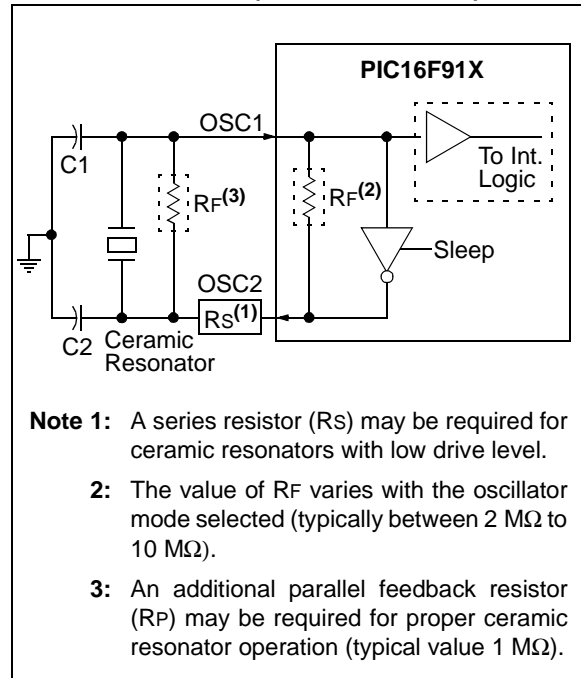 PIC16F91X
OSC1
To Int.
Logic
C1
RF(3)
RF(2)
Sleep
OSC2
RS(1)
C2
Ceramic
Resonator
Note 1: A series resistor (RS) may be required for
ceramic resonators with low drive level.
2: The value of RF varies with the oscillator
mode selected (typically between 2 MΩ to
10 MΩ).
3: An additional parallel feedback resistor
(RP) may be required for proper ceramic
resonator operation (typical value 1 MΩ).